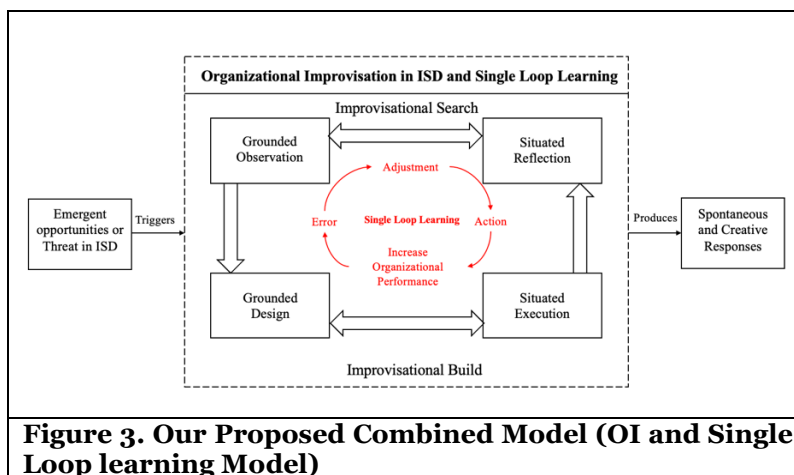 Organizational Improvisation in ISD and Single Loop Learning
Improvisational Search
Grounded
Observation
Situated
Reflection
Adjustment
Emergent
opportunities or
Threat in ISD
Triggers
Error
Single Loop Learning
Action
Produces
Spontaneous
and Creative
Responses
Increase
Organizational
Performance
Grounded
Design
Situated
Execution
Improvisational Build
Figure 3. Our Proposed Combined Model (OI and Single
Loop learning Model)